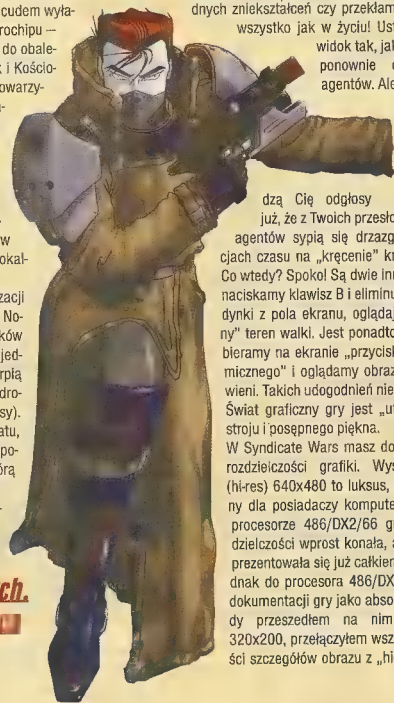 cudem wyła-
rochipu –
do obale-
k i Kościo-
owarzy-
w
okal-
zacji
No-
ków
jed-
rpią
dro-
sy).
atu,
po-
órą
ch.
dnych zniekształceń czy przekłam
wszystko jak w życiu! Ust
widok tak, jak
ponownie
agentów. Ale
dzą Cię odgłosy
już, że z Twoich przesło
agentów sypią się drzazg
cjach czasu na „kręcenie” kr
Co wtedy? Spoko! Są dwie inn
naciskamy klawisz B i eliminu
dynki z pola ekranu, oglądaj
ny” teren walki. Jest ponadto
bieramy na ekranie „przycisk
micznego” i oglądamy obraz
wieni. Takich udogodnień nie
Świat graficzny gry jest „ut
stroju i posępnego piękna.
W Syndicate Wars masz do
rozdzielczości grafiki. Wys
(hi-res) 640x480 to luksus,
ny dla posiadaczy kompute
procesorze 486/DX2/66 g
dzielczości wprost konała, a
prezentowała się już całkien
dnak do procesora 486/DX
dokumentacji gry jako abso
dy przeszedłem na nim
320x200, przełączyłem wsz
ści szczegółów obrazu z „hi